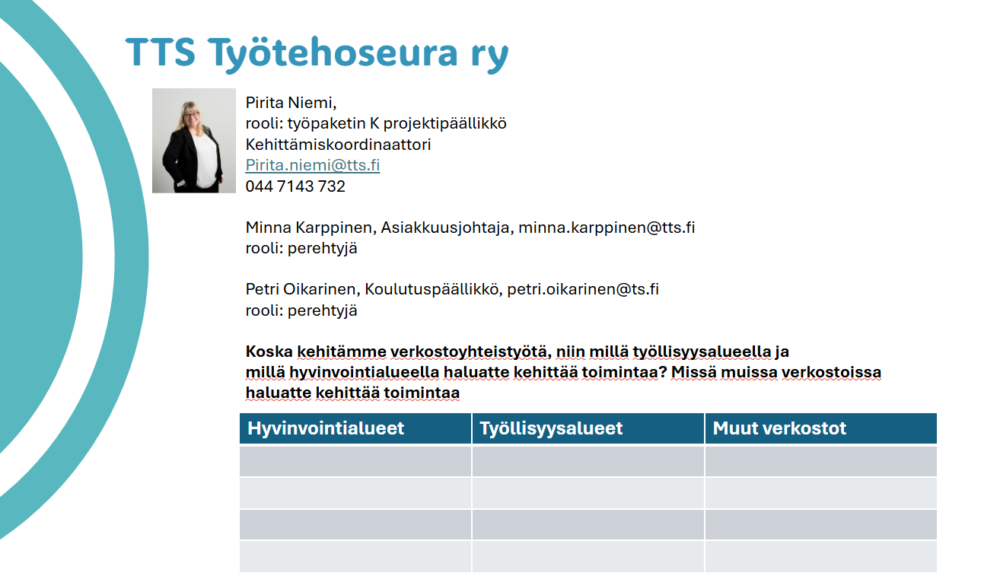 TTS Työtehoseura ry
Pirita Niemi,
rooli: työpaketin K projektipäällikkö
Kehittämiskoordinaattori
Pirita.niemi@tts.fi
044 7143 732
Minna Karppinen, Asiakkuusjohtaja, minna.karppinen@tts.fi
rooli: perehtyjä
Petri Oikarinen, Koulutuspäällikkö, petri.oikarinen@ts.fi
rooli: perehtyjä
Koska kehitämme verkostoyhteistyötä, niin millä työllisyysalueella ja
millä hyvinvointialueella haluatte kehittää toimintaa? Missä muissa verkostoissa
haluatte kehittää toimintaa
Hyvinvointialueet Työllisyysalueet Muut verkostot